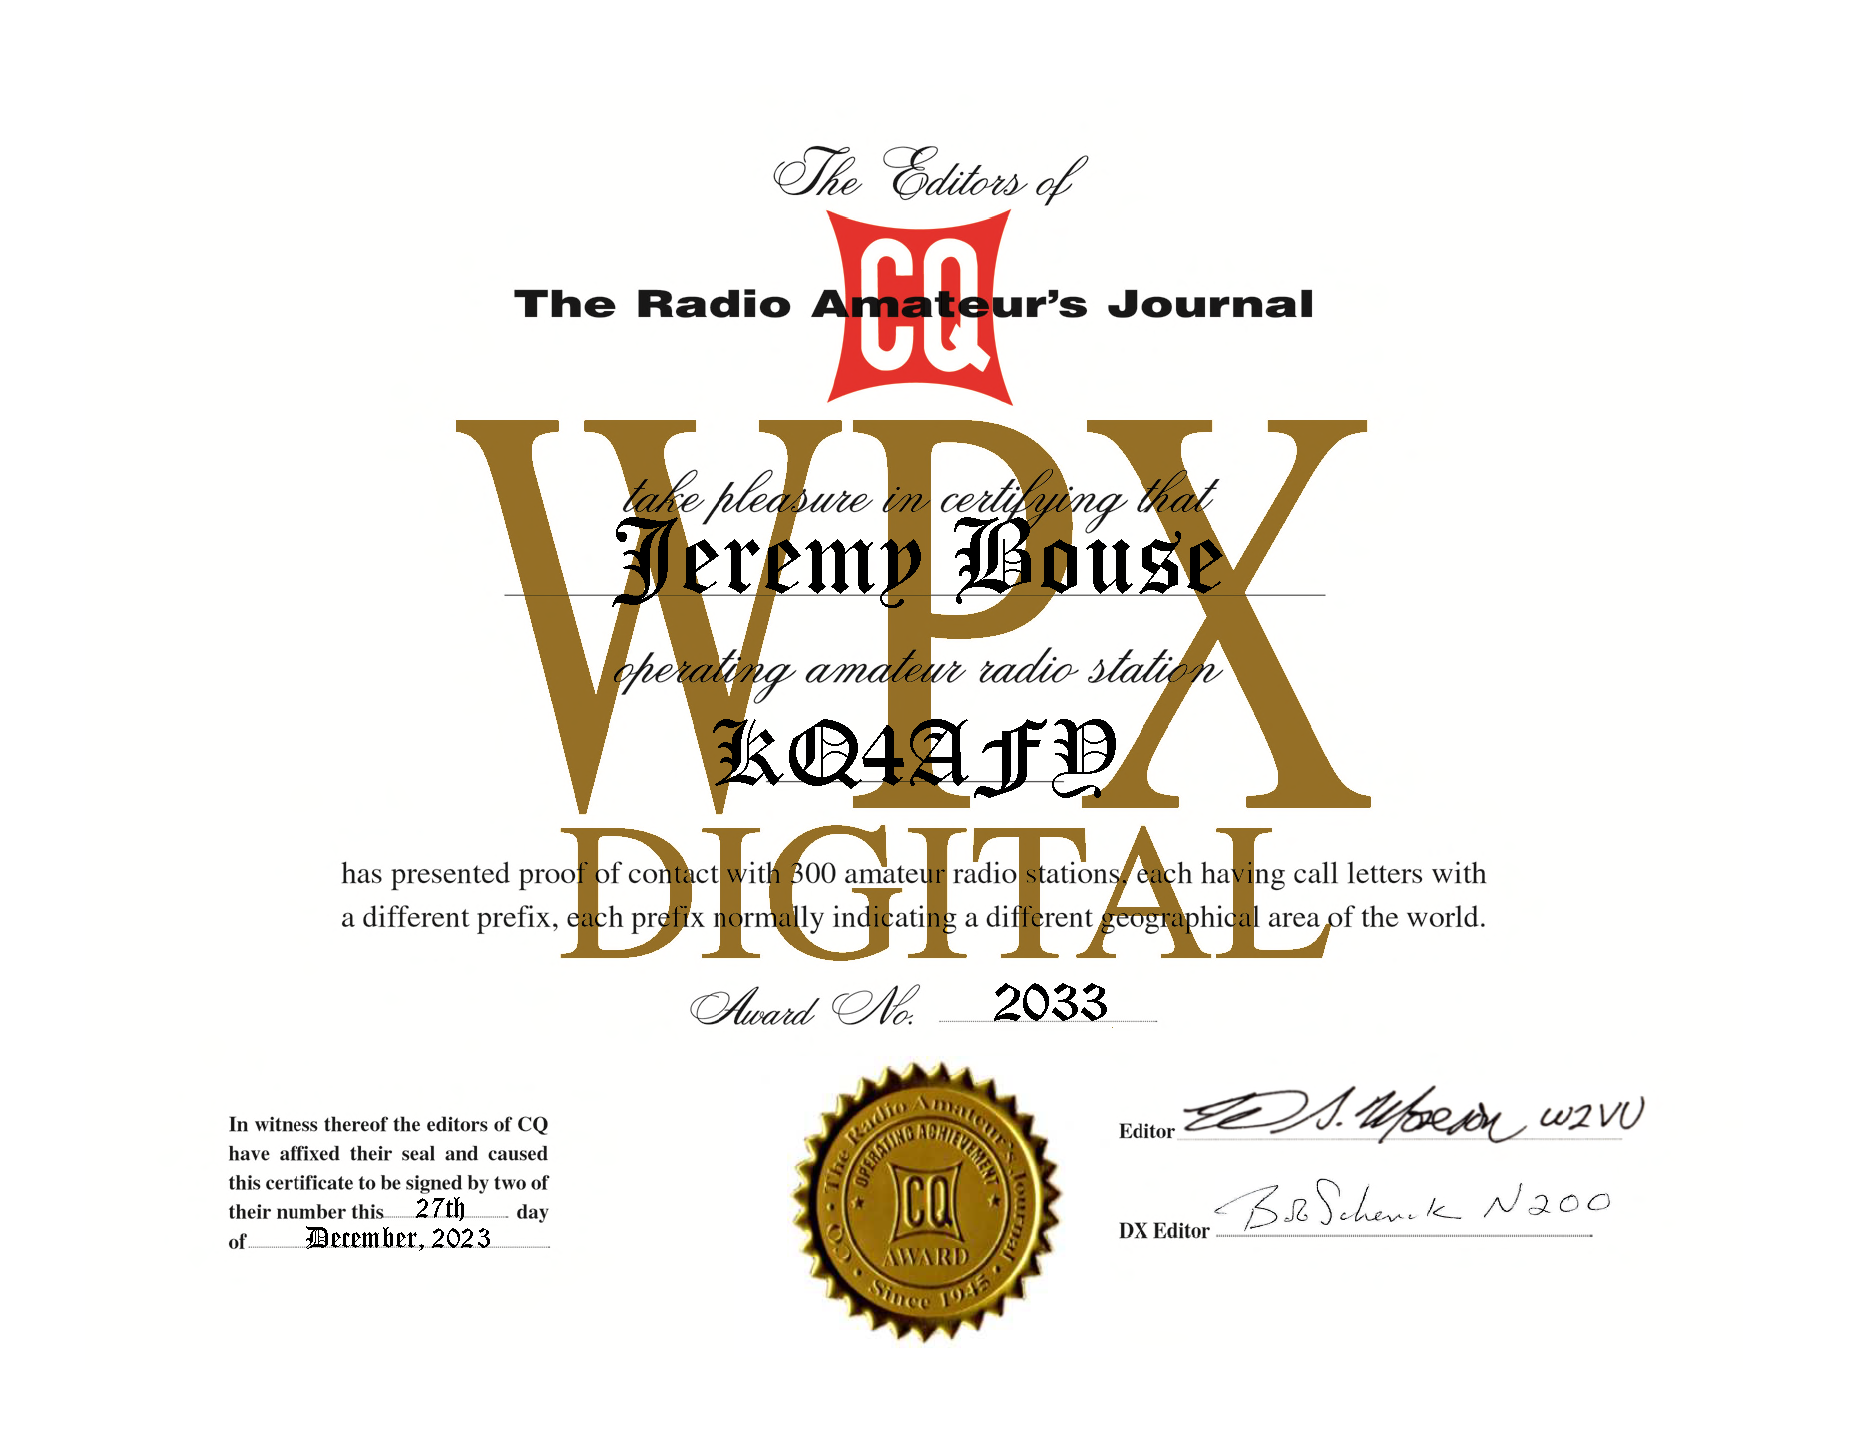 The Editors of
CQ
The Radio Amateur's Journal
WPX
take pleasure in certifying that
Jeremy Bouse
operating amateur radio station
KQ4AFY
DIGITAL
has presented proof of contact with 300 amateur radio stations, each having call letters with
a different prefix, each prefix normally indicating a different geographical area of the world.
Award No. 2033
In witness thereof the editors of CQ
have affixed their seal and caused
this certificate to be signed by two of
their number this 27th day
of December, 2023
CQ • The Radio Amateur's Journal •
★ OPERATING ACHIEVEMENT ★
CQ
AWARD
Since 1945
Editor W2VU
DX Editor Bob Schenck N2OO